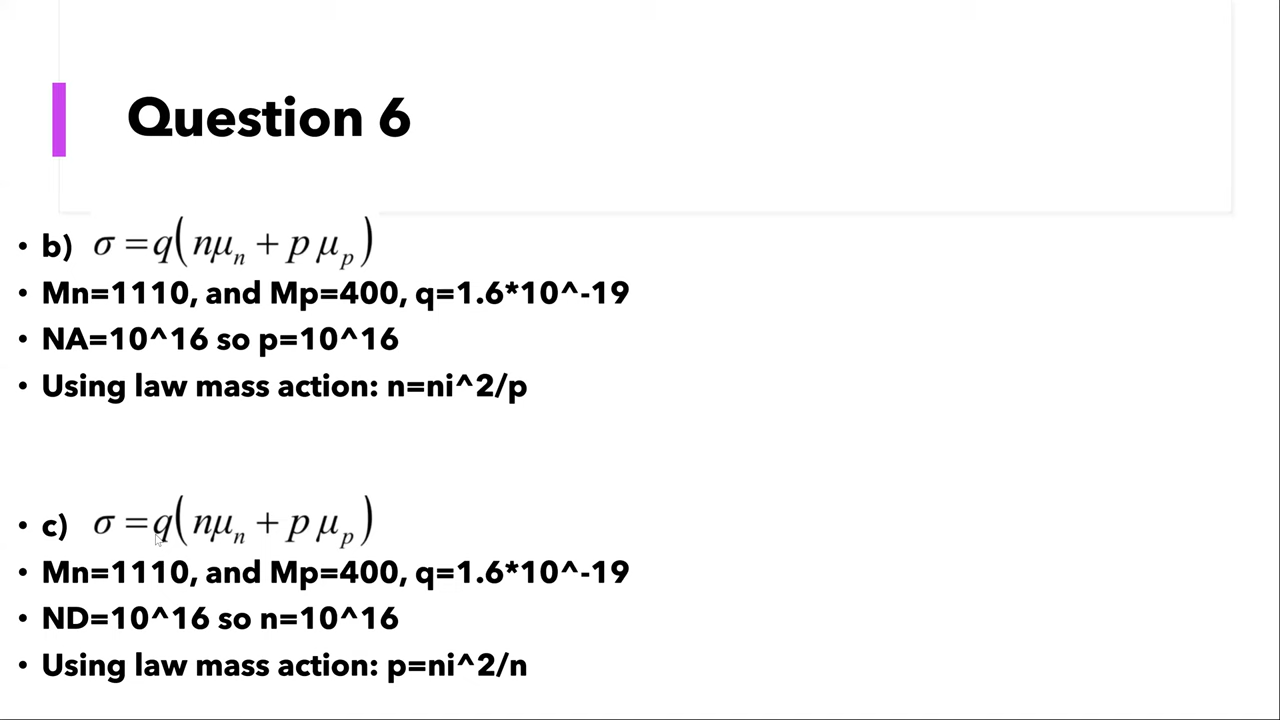 Question 6
• b) σ = q(nμₙ + p μₚ)
• Mn=1110, and Mp=400, q=1.6*10^-19
• NA=10^16 so p=10^16
• Using law mass action: n=ni^2/p
• c) σ = q(nμₙ + p μₚ)
• Mn=1110, and Mp=400, q=1.6*10^-19
• ND=10^16 so n=10^16
• Using law mass action: p=ni^2/n